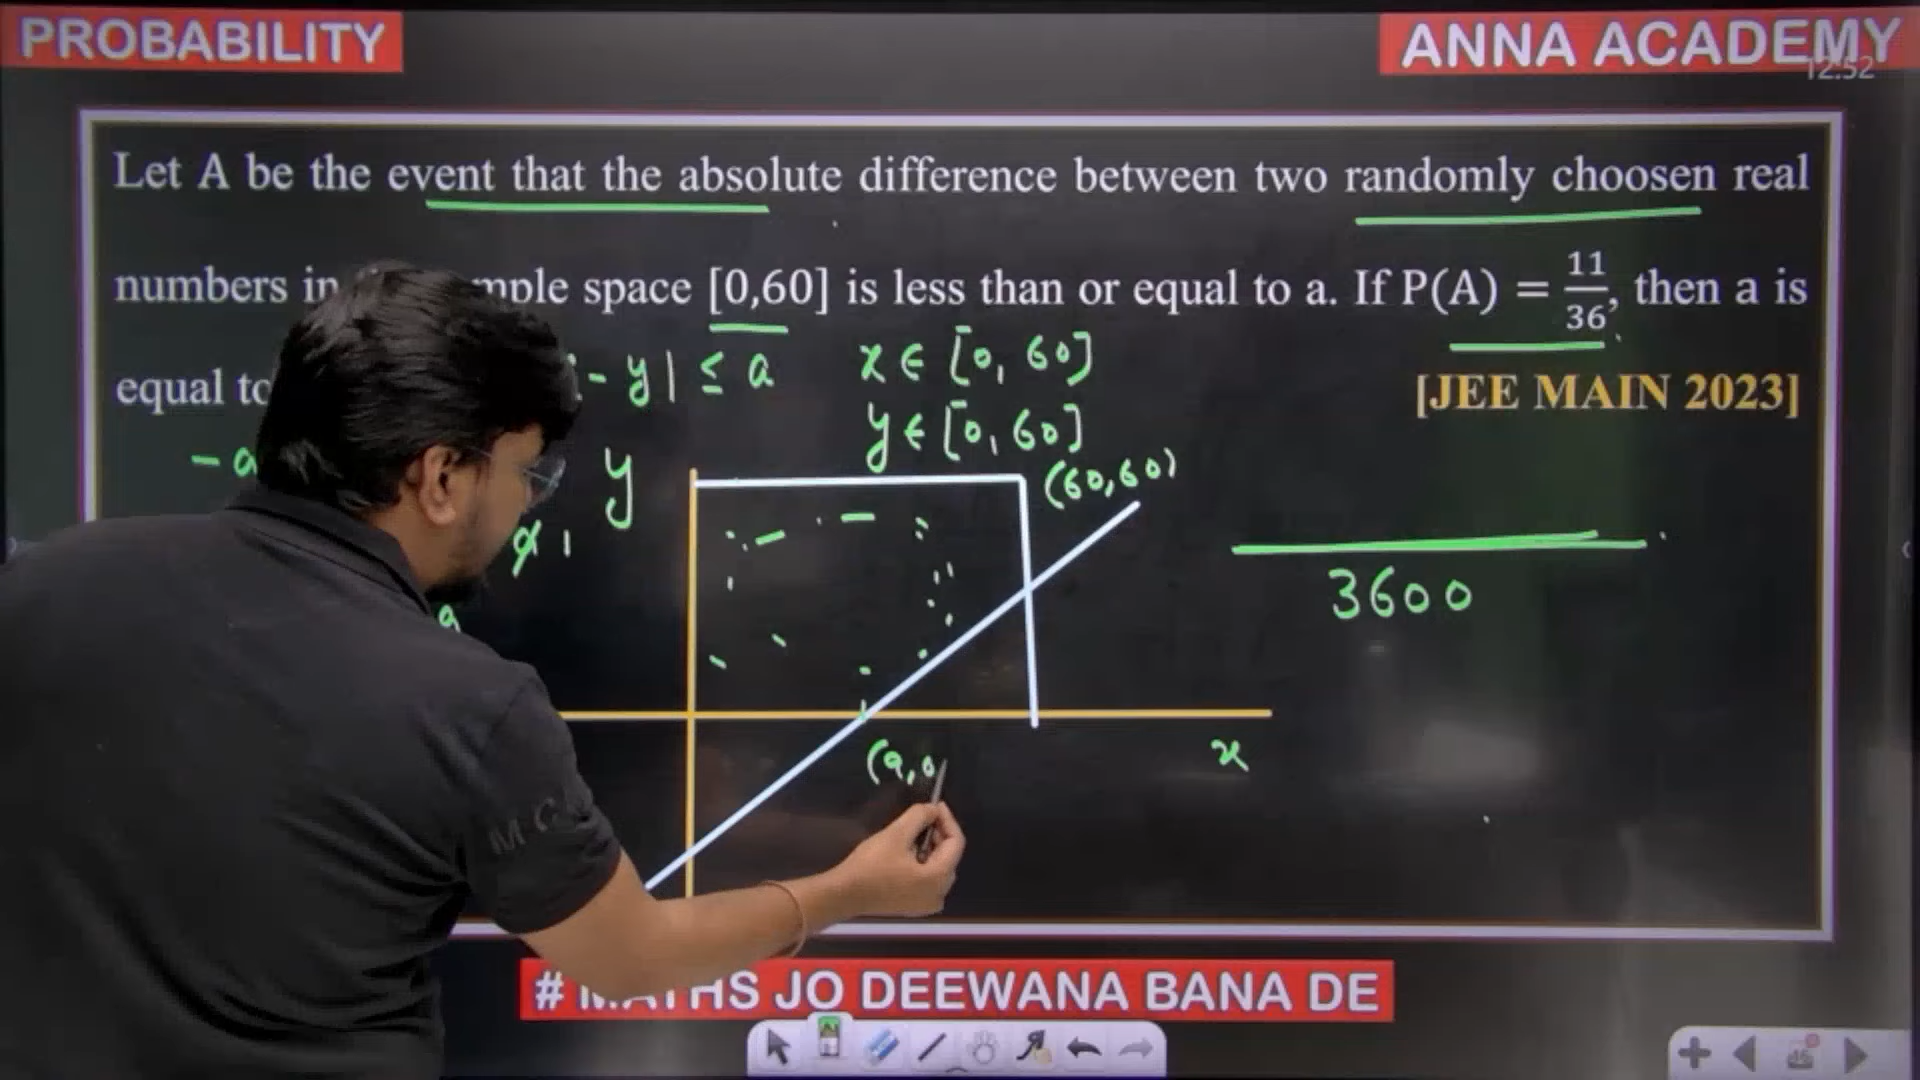 PROBABILITY
ANNA ACADEMY
12:52
Let A be the event that the absolute difference between two randomly choosen real
numbers in mple space [0,60] is less than or equal to a. If P(A) = 11/36, then a is
equal to
[JEE MAIN 2023]
- y| ≤ a
x ∈ [0, 60]
y ∈ [0, 60]
- a
y
(60,60)
3600
a
(a,0
x
# MATHS JO DEEWANA BANA DE